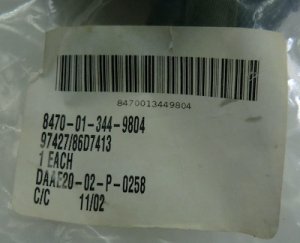 8470013449804
8470-01-344-9804
97427/86D7413
1 EACH
DAAE20-02-P-0258
C/C 11/02